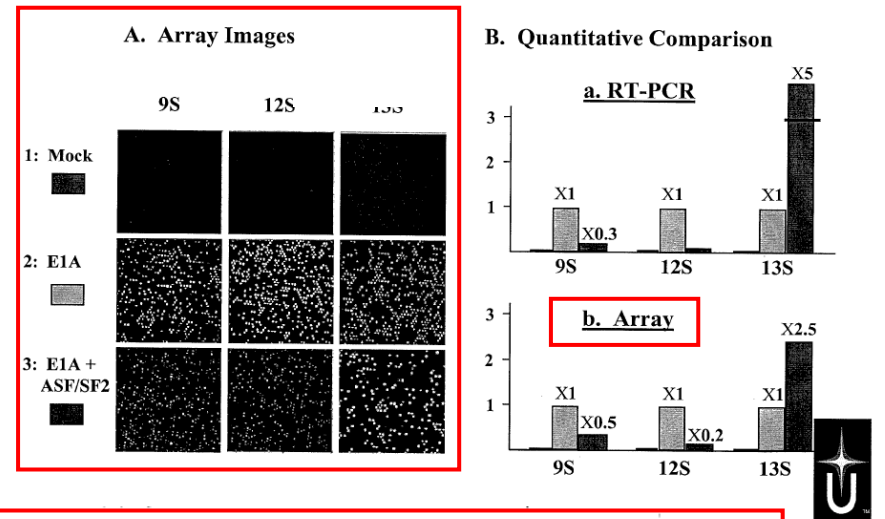 A. Array Images
9S 12S
1: Mock
2: E1A
3: E1A +
ASF/SF2
B. Quantitative Comparison
a. RT-PCR
3
2
1
X1
X0.3
X1
X1
X5
9S 12S 13S
b. Array
3
2
1
X1
X0.5
X1
X0.2
X1
X2.5
9S 12S 13S
U
TM